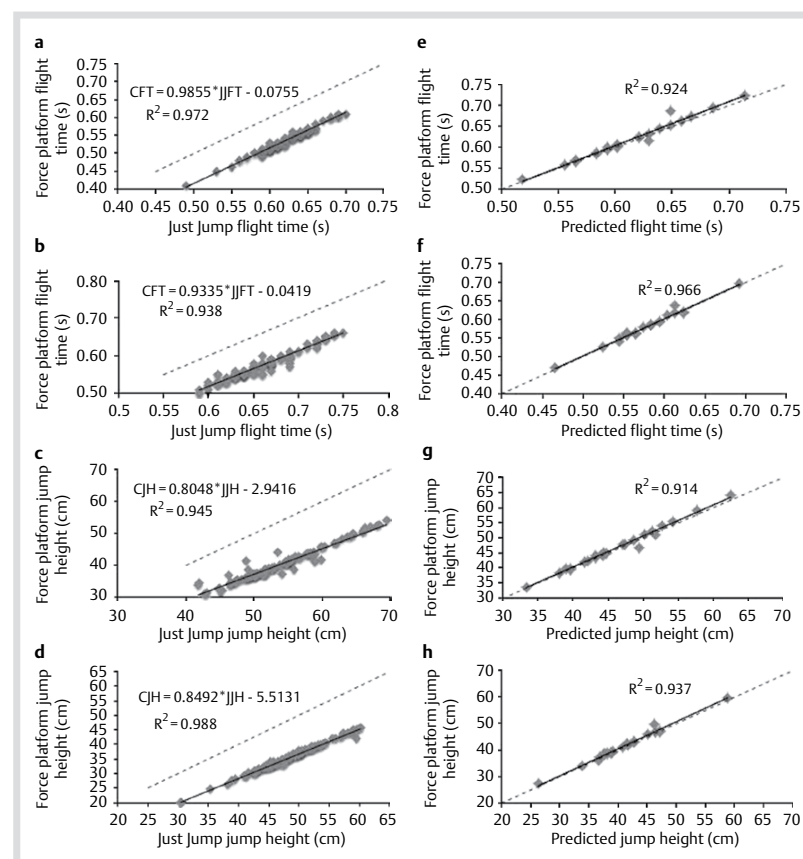 a
0.75
0.70
0.65
0.60
0.55
0.50
0.45
0.40
Force platform flight
time (s)
CFT = 0.9855*JJFT - 0.0755
R2 = 0.972
0.40 0.45 0.50 0.55 0.60 0.65 0.70 0.75
Just Jump flight time (s)
b
0.80
0.70
0.60
0.50
Force platform flight
time (s)
CFT = 0.9335*JJFT - 0.0419
R2 = 0.938
0.5 0.55 0.6 0.65 0.7 0.75 0.8
Just Jump flight time (s)
c
70
60
50
40
30
Force platform jump
height (cm)
CJH = 0.8048*JJH - 2.9416
R2 = 0.945
30 40 50 60 70
Just Jump jump height (cm)
d
65
60
55
50
45
40
35
30
25
20
Force platform jump
height (cm)
CJH = 0.8492*JJH - 5.5131
R2 = 0.988
20 25 30 35 40 45 50 55 60 65
Just Jump jump height (cm)
e
0.75
0.70
0.65
0.60
0.55
0.50
Force platform flight
time (s)
R2 = 0.924
0.50 0.55 0.60 0.65 0.70 0.75
Predicted flight time (s)
f
0.75
0.70
0.65
0.60
0.55
0.50
0.45
0.40
Force platform flight
time (s)
R2 = 0.966
0.40 0.45 0.50 0.55 0.60 0.65 0.70 0.75
Predicted flight time (s)
g
70
65
60
55
50
45
40
35
30
Force platform jump
height (cm)
R2 = 0.914
30 35 40 45 50 55 60 65 70
Predicted jump height (cm)
h
70
60
50
40
30
20
Force platform jump
height (cm)
R2 = 0.937
20 25 30 35 40 45 50 55 60 65 70
Predicted jump height (cm)